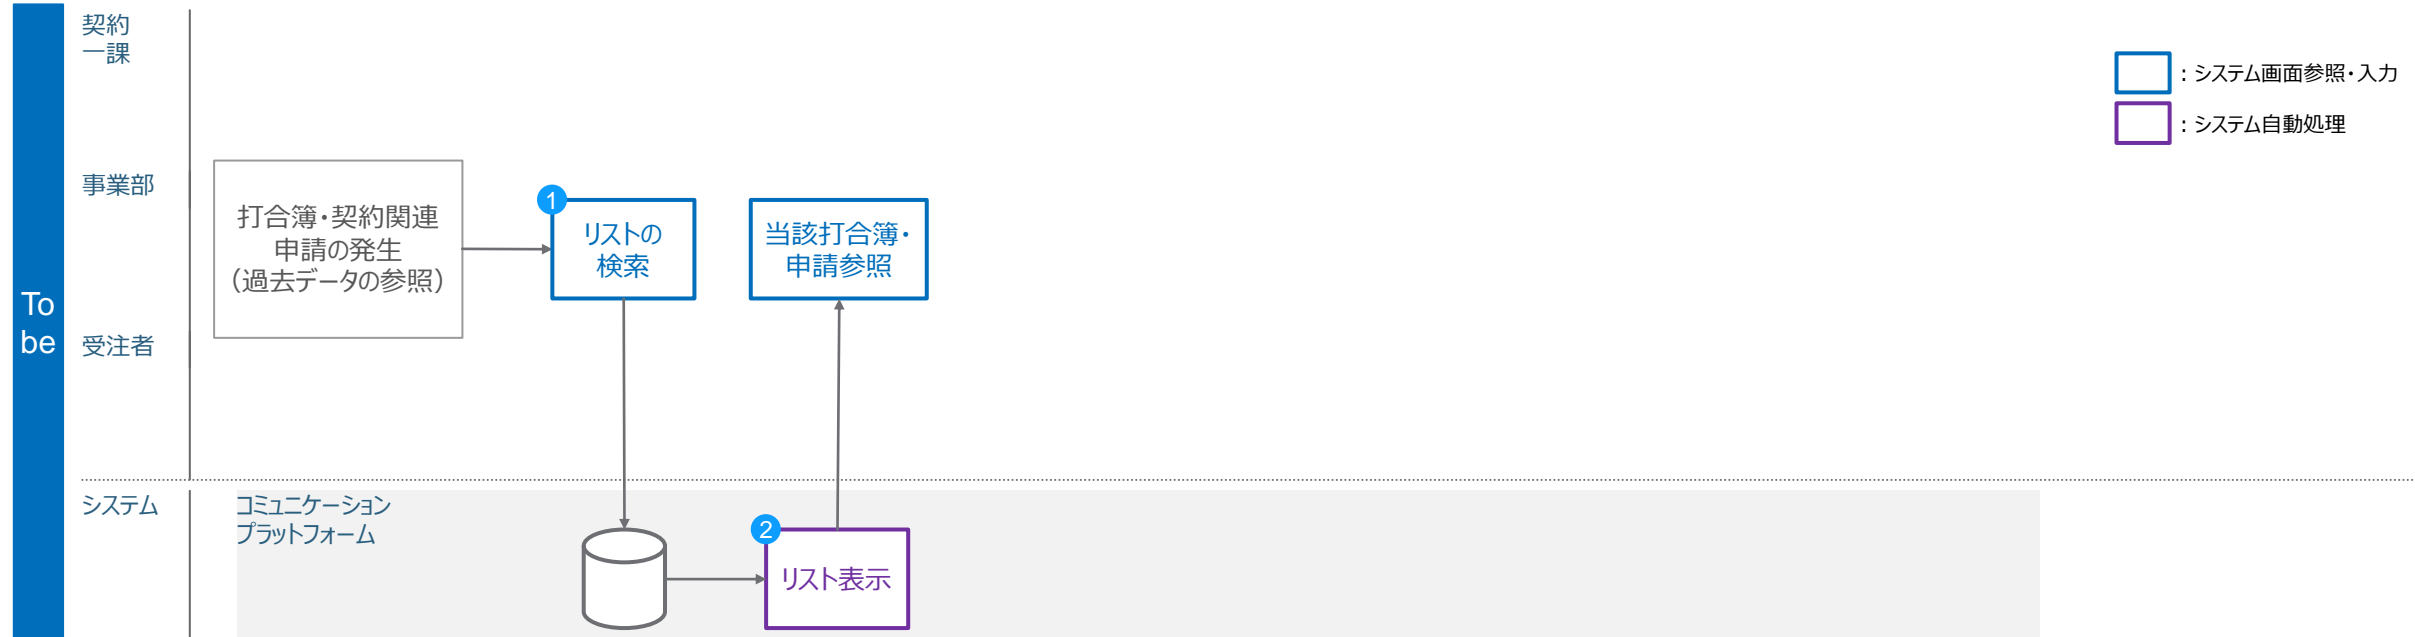 To
be
契約
一課
事業部
受注者
システム
打合簿・契約関連
申請の発生
（過去データの参照）
1
リストの
検索
当該打合簿・
申請参照
コミュニケーション
プラットフォーム
2
リスト表示
：システム画面参照・入力
：システム自動処理